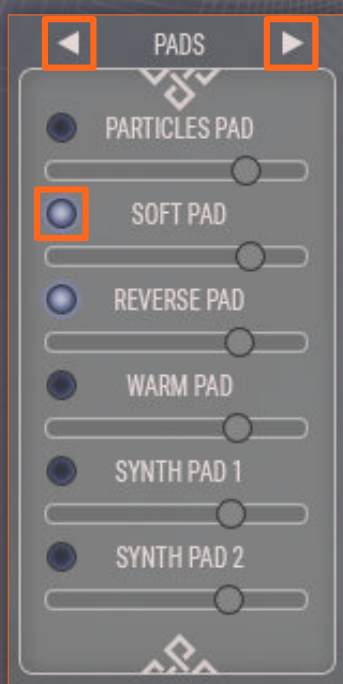 PADS
PARTICLES PAD
SOFT PAD
REVERSE PAD
WARM PAD
SYNTH PAD 1
SYNTH PAD 2